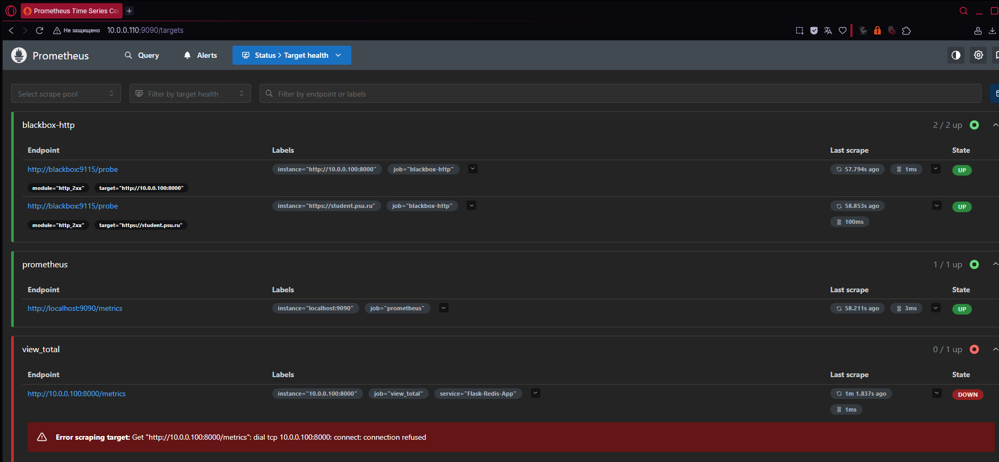 Prometheus Time Series Col
Не защищено 10.0.0.110:9090/targets
Prometheus Query Alerts Status > Target health
Select scrape pool Filter by target health Filter by endpoint or labels
blackbox-http 2 / 2 up
Endpoint Labels Last scrape State
http://blackbox:9115/probe instance="http://10.0.0.100:8000" job="blackbox-http" 57.794s ago 1ms UP
module="http_2xx" target="http://10.0.0.100:8000"
http://blackbox:9115/probe instance="https://student.psu.ru" job="blackbox-http" 58.853s ago UP
module="http_2xx" target="https://student.psu.ru" 100ms
prometheus 1 / 1 up
Endpoint Labels Last scrape State
http://localhost:9090/metrics instance="localhost:9090" job="prometheus" 58.211s ago 3ms UP
view_total 0 / 1 up
Endpoint Labels Last scrape State
http://10.0.0.100:8000/metrics instance="10.0.0.100:8000" job="view_total" service="Flask-Redis-App" 1m 1.837s ago DOWN
1ms
Error scraping target: Get "http://10.0.0.100:8000/metrics": dial tcp 10.0.0.100:8000: connect: connection refused